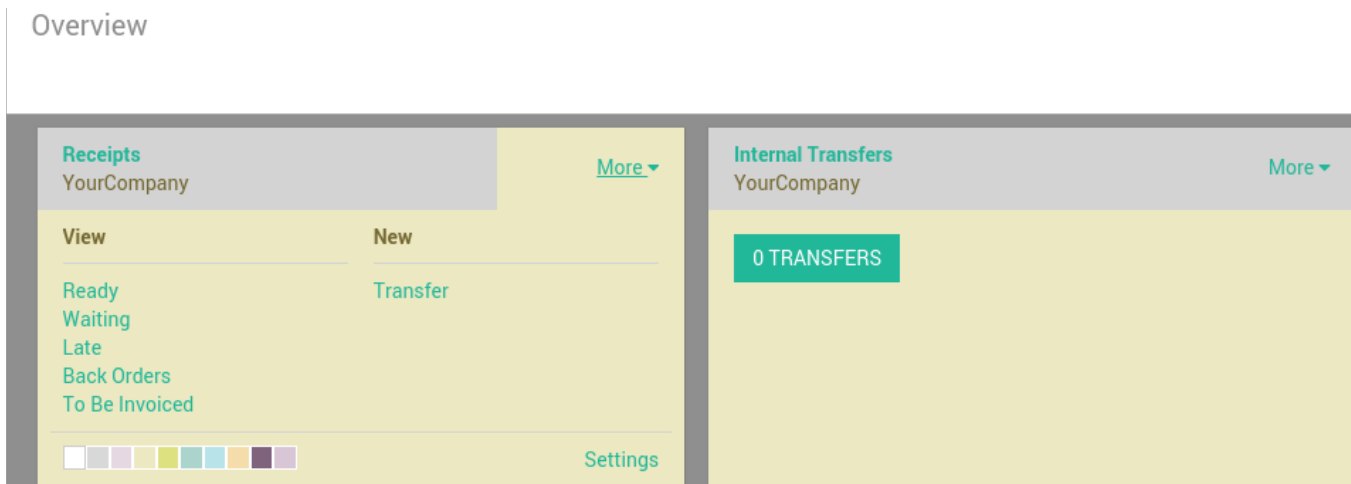 Overview
Receipts
YourCompany
More
View
New
Ready
Transfer
Waiting
Late
Back Orders
To Be Invoiced
Settings
Internal Transfers
YourCompany
More
0 TRANSFERS